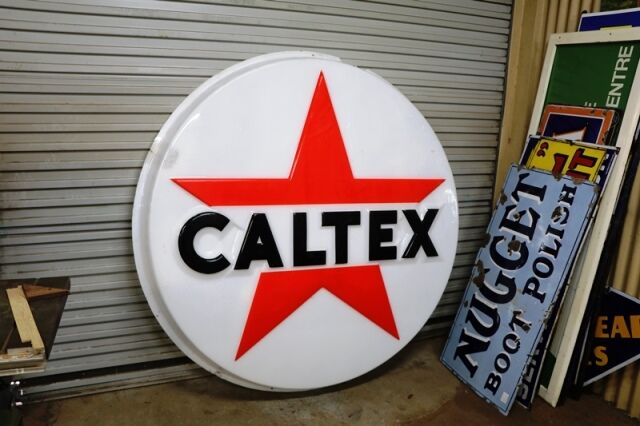 CALTEX
NUGGET
BOOT POLISH
ENTRE